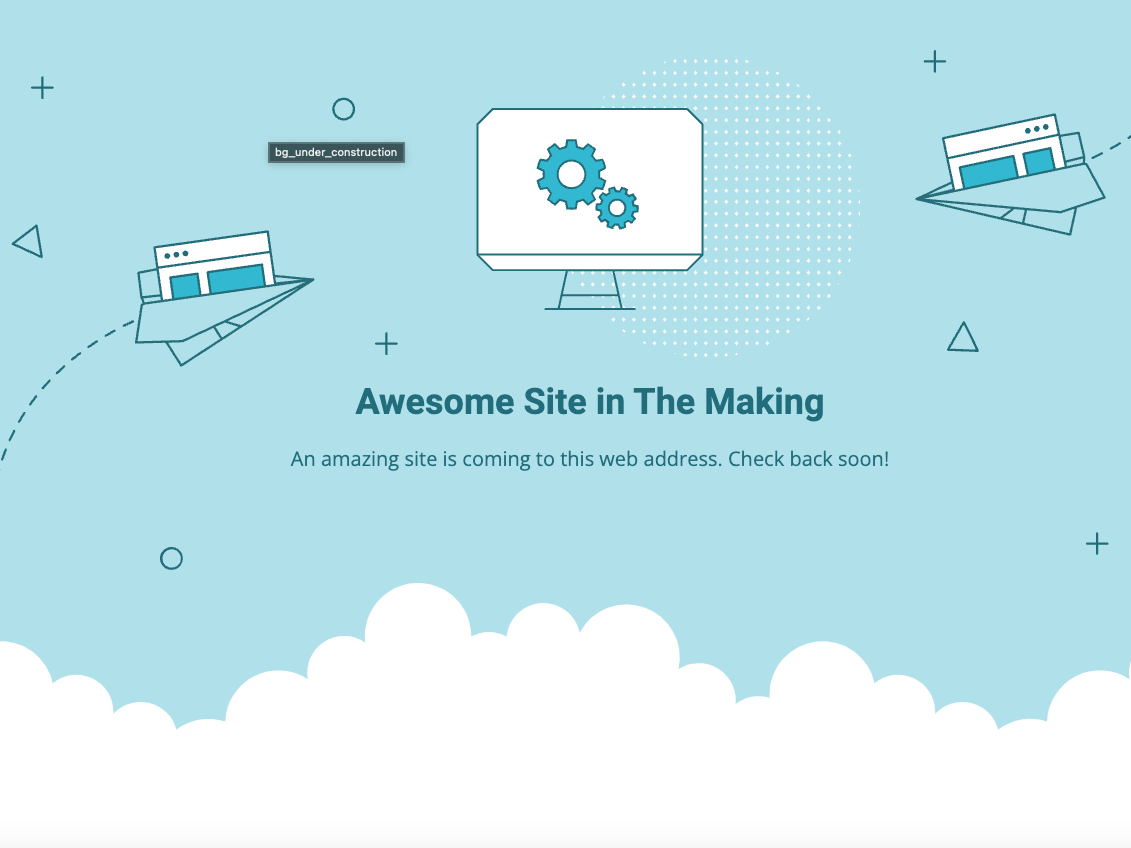 bg_under_construction
Awesome Site in The Making
An amazing site is coming to this web address. Check back soon!